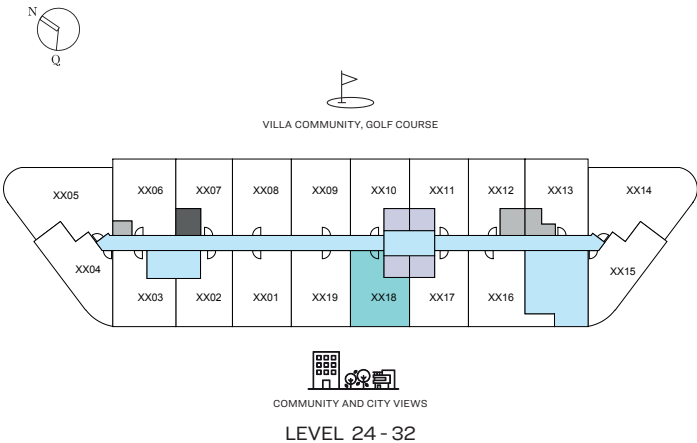 N
Q
VILLA COMMUNITY, GOLF COURSE
XX05
XX06
XX07
XX08
XX09
XX10
XX11
XX12
XX13
XX14
XX04
XX03
XX02
XX01
XX19
XX18
XX17
XX16
XX15
COMMUNITY AND CITY VIEWS
LEVEL 24 - 32